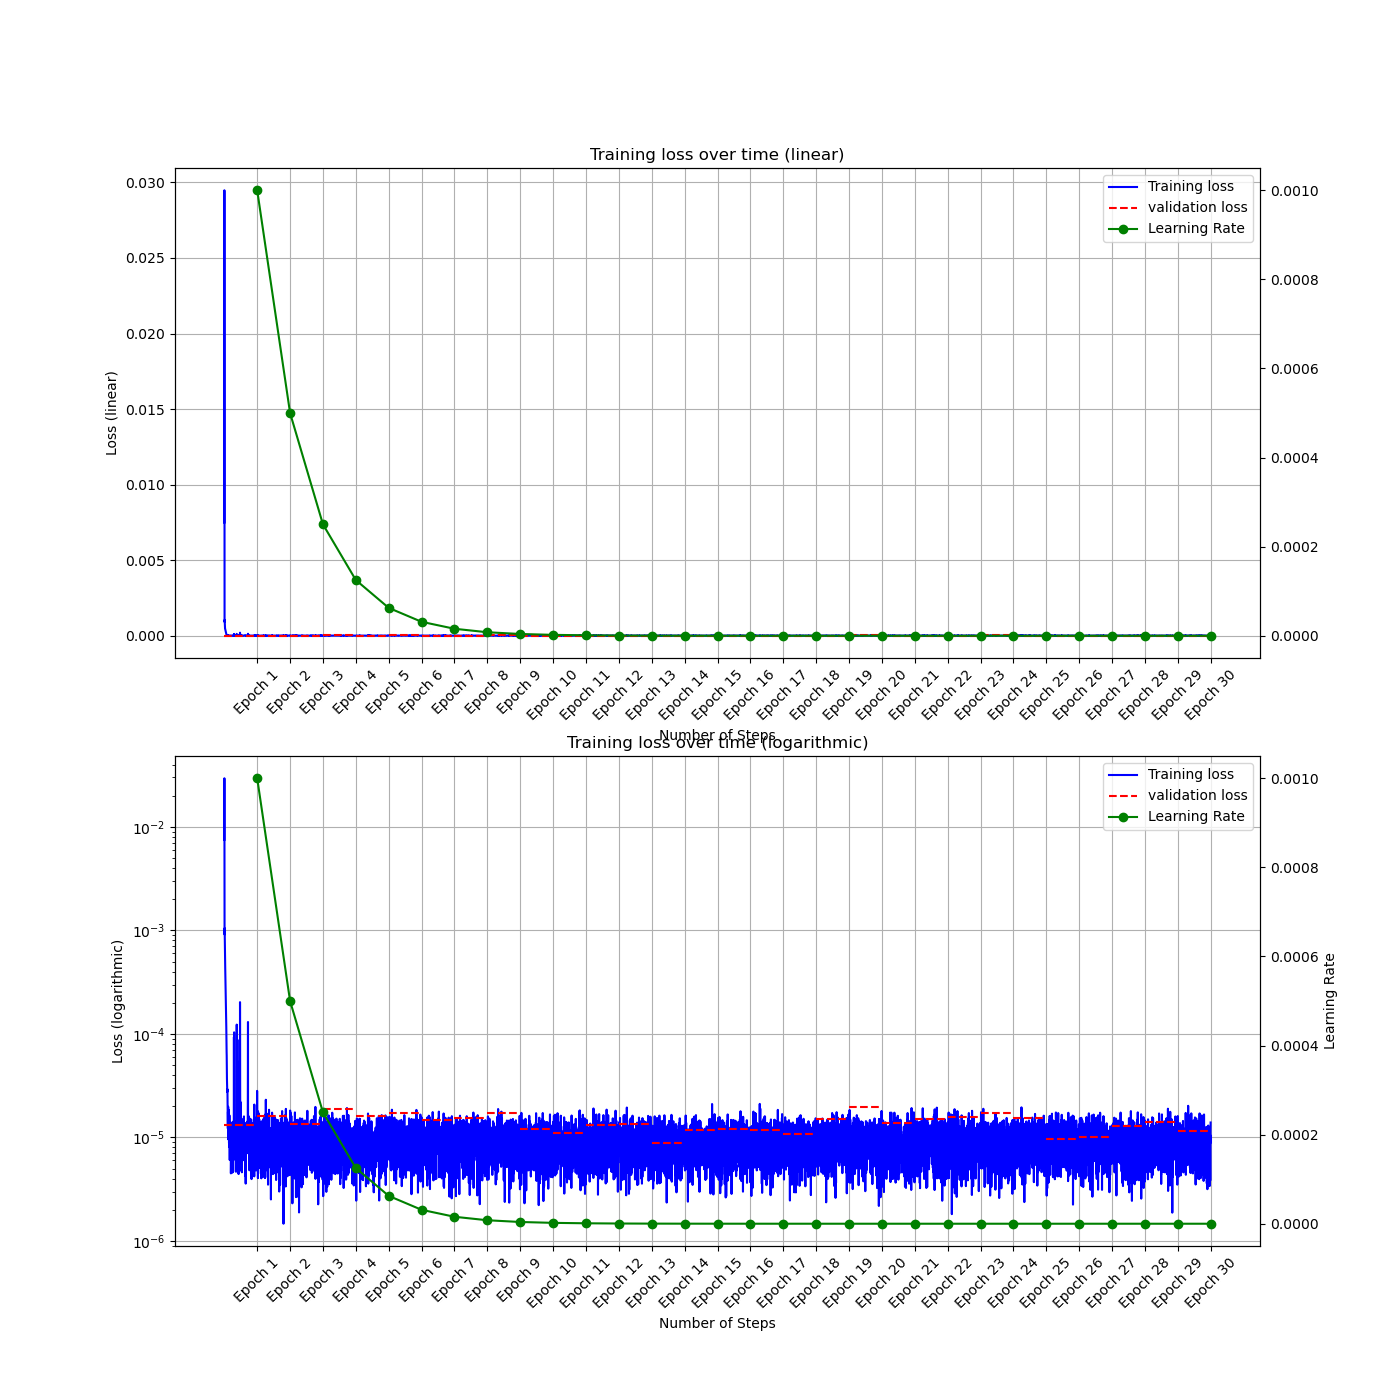 Training loss over time (linear)
Loss (linear)
0.030
0.025
0.020
0.015
0.010
0.005
0.000
Training loss
validation loss
Learning Rate
0.0010
0.0008
0.0006
0.0004
0.0002
0.0000
Epoch 1
Epoch 2
Epoch 3
Epoch 4
Epoch 5
Epoch 6
Epoch 7
Epoch 8
Epoch 9
Epoch 10
Epoch 11
Epoch 12
Epoch 13
Epoch 14
Epoch 15
Epoch 16
Epoch 17
Epoch 18
Epoch 19
Epoch 20
Epoch 21
Epoch 22
Epoch 23
Epoch 24
Epoch 25
Epoch 26
Epoch 27
Epoch 28
Epoch 29
Epoch 30
Number of Steps
Training loss over time (logarithmic)
Loss (logarithmic)
10⁻²
10⁻³
10⁻⁴
10⁻⁵
10⁻⁶
Training loss
validation loss
Learning Rate
0.0010
0.0008
0.0006
0.0004
0.0002
0.0000
Learning Rate
Epoch 1
Epoch 2
Epoch 3
Epoch 4
Epoch 5
Epoch 6
Epoch 7
Epoch 8
Epoch 9
Epoch 10
Epoch 11
Epoch 12
Epoch 13
Epoch 14
Epoch 15
Epoch 16
Epoch 17
Epoch 18
Epoch 19
Epoch 20
Epoch 21
Epoch 22
Epoch 23
Epoch 24
Epoch 25
Epoch 26
Epoch 27
Epoch 28
Epoch 29
Epoch 30
Number of Steps